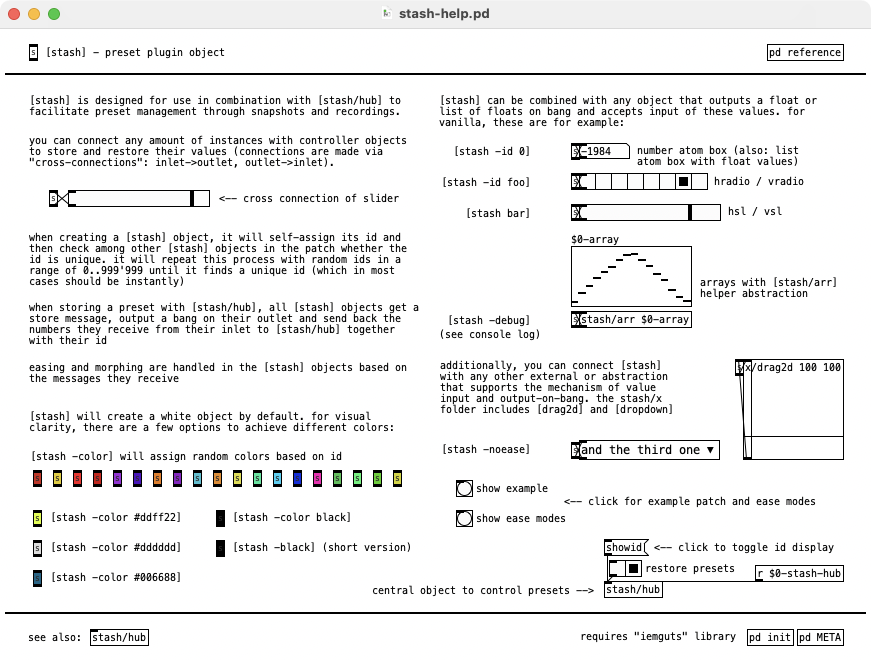 stash-help.pd
s [stash] - preset plugin object
pd reference
[stash] is designed for use in combination with [stash/hub] to
facilitate preset management through snapshots and recordings.
you can connect any amount of instances with controller objects
to store and restore their values (connections are made via
"cross-connections": inlet->outlet, outlet->inlet).
s
<-- cross connection of slider
when creating a [stash] object, it will self-assign its id and
then check among other [stash] objects in the patch whether the
id is unique. it will repeat this process with random ids in a
range of 0..999'999 until it finds a unique id (which in most
cases should be instantly)
when storing a preset with [stash/hub], all [stash] objects get a
store message, output a bang on their outlet and send back the
numbers they receive from their inlet to [stash/hub] together
with their id
easing and morphing are handled in the [stash] objects based on
the messages they receive
[stash] will create a white object by default. for visual
clarity, there are a few options to achieve different colors:
[stash -color] will assign random colors based on id
s s s s s s s s s s s s s s s s s s s
s [stash -color #ddff22]
s [stash -color black]
s [stash -color #dddddd]
s [stash -black] (short version)
s [stash -color #006688]
[stash] can be combined with any object that outputs a float or
list of floats on bang and accepts input of these values. for
vanilla, these are for example:
[stash -id 0]
s -1984
number atom box (also: list
atom box with float values)
[stash -id foo]
s
hradio / vradio
[stash bar]
s
hsl / vsl
$0-array
arrays with [stash/arr]
helper abstraction
[stash -debug]
(see console log)
s stash/arr $0-array
additionally, you can connect [stash]
with any other external or abstraction
that supports the mechanism of value
input and output-on-bang. the stash/x
folder includes [drag2d] and [dropdown]
s x/drag2d 100 100
[stash -noease]
s and the third one ▼
show example
<-- click for example patch and ease modes
show ease modes
showid
<-- click to toggle id display
restore presets
r $0-stash-hub
central object to control presets -->
stash/hub
see also:
stash/hub
requires "iemguts" library
pd init
pd META